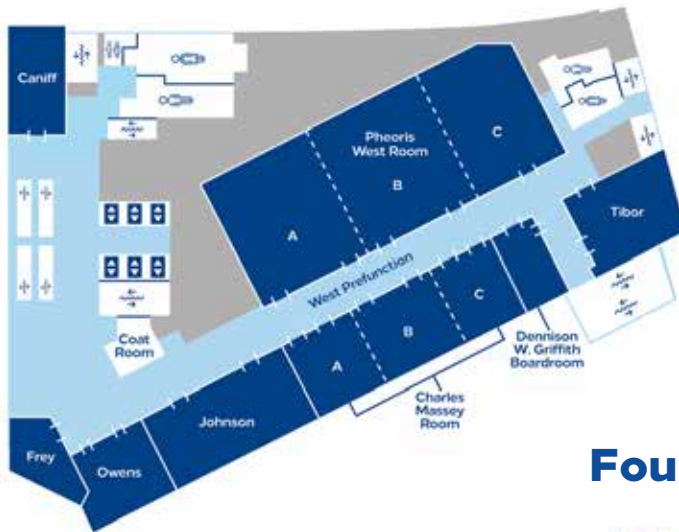 Caniff
Pheoris
West Room
A
B
C
Tibor
West Prefunction
Coat
Room
A
B
C
Dennison
W. Griffith
Boardroom
Charles
Massey
Room
Johnson
Frey
Owens
Fou